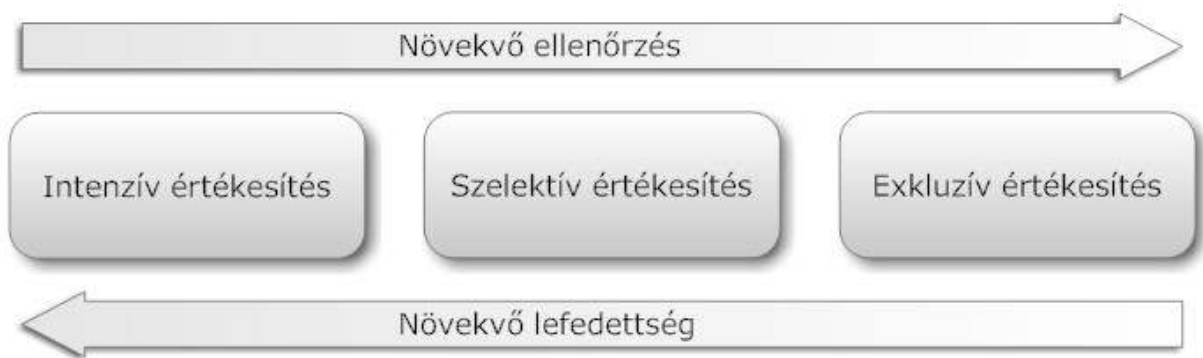 Növekvő ellenőrzés
Intenzív értékesítés
Szelektív értékesítés
Exkluzív értékesítés
Növekvő lefedettség